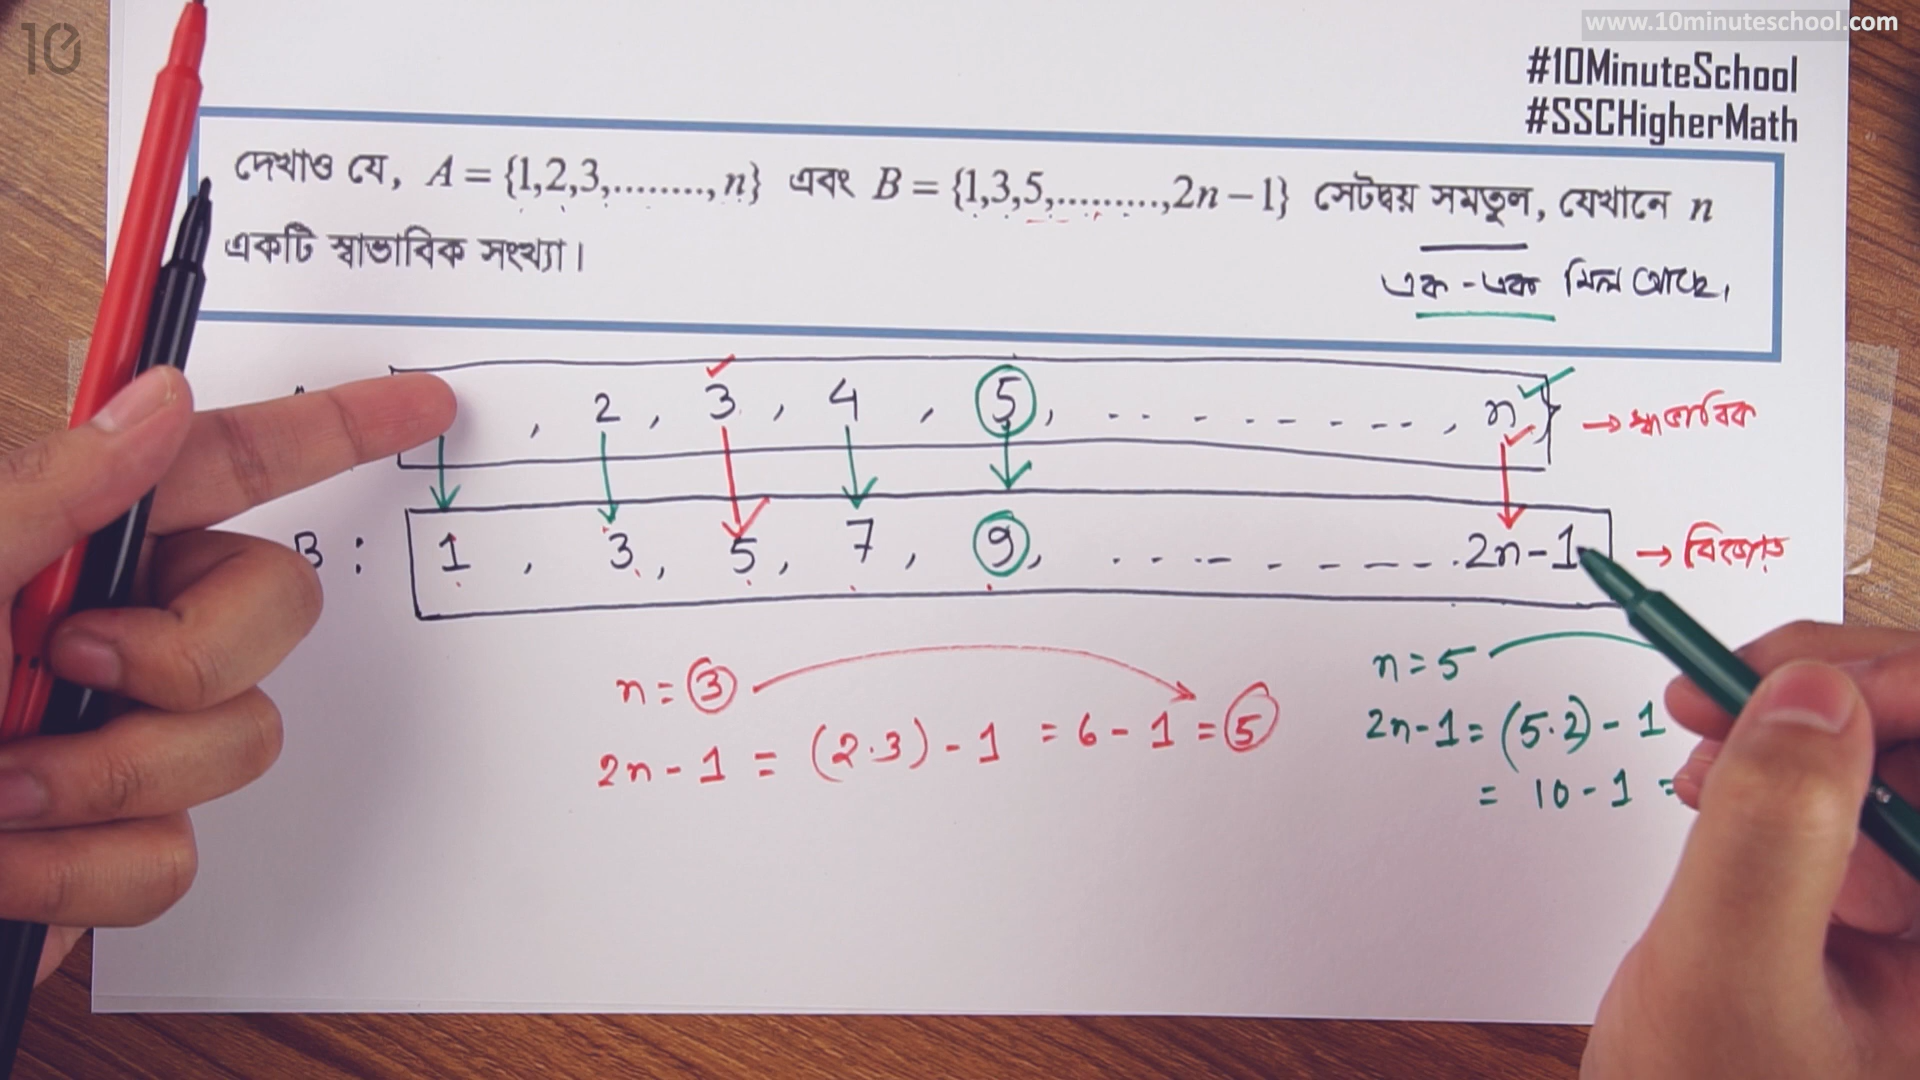 10
www.10minuteschool.com
#10MinuteSchool
#SSCHigherMath
দেখাও যে, A = {1,2,3,........, n} এবং B = {1,3,5,.........,2n – 1} সেটদ্বয় সমতুল, যেখানে n
একটি স্বাভাবিক সংখ্যা।
এক - এক মিল আছে।
, 2 , 3 , 4 , 5 , . . . - - - - - - , n } → স্বাভাবিক
B : 1 , 3 , 5 , 7 , 9 , . . . - - - - - . 2n - 1 → বিজোড়
n = 3
2n - 1 = (2.3) - 1 = 6 - 1 = 5
n = 5
2n - 1 = (5.2) - 1
= 10 - 1 =